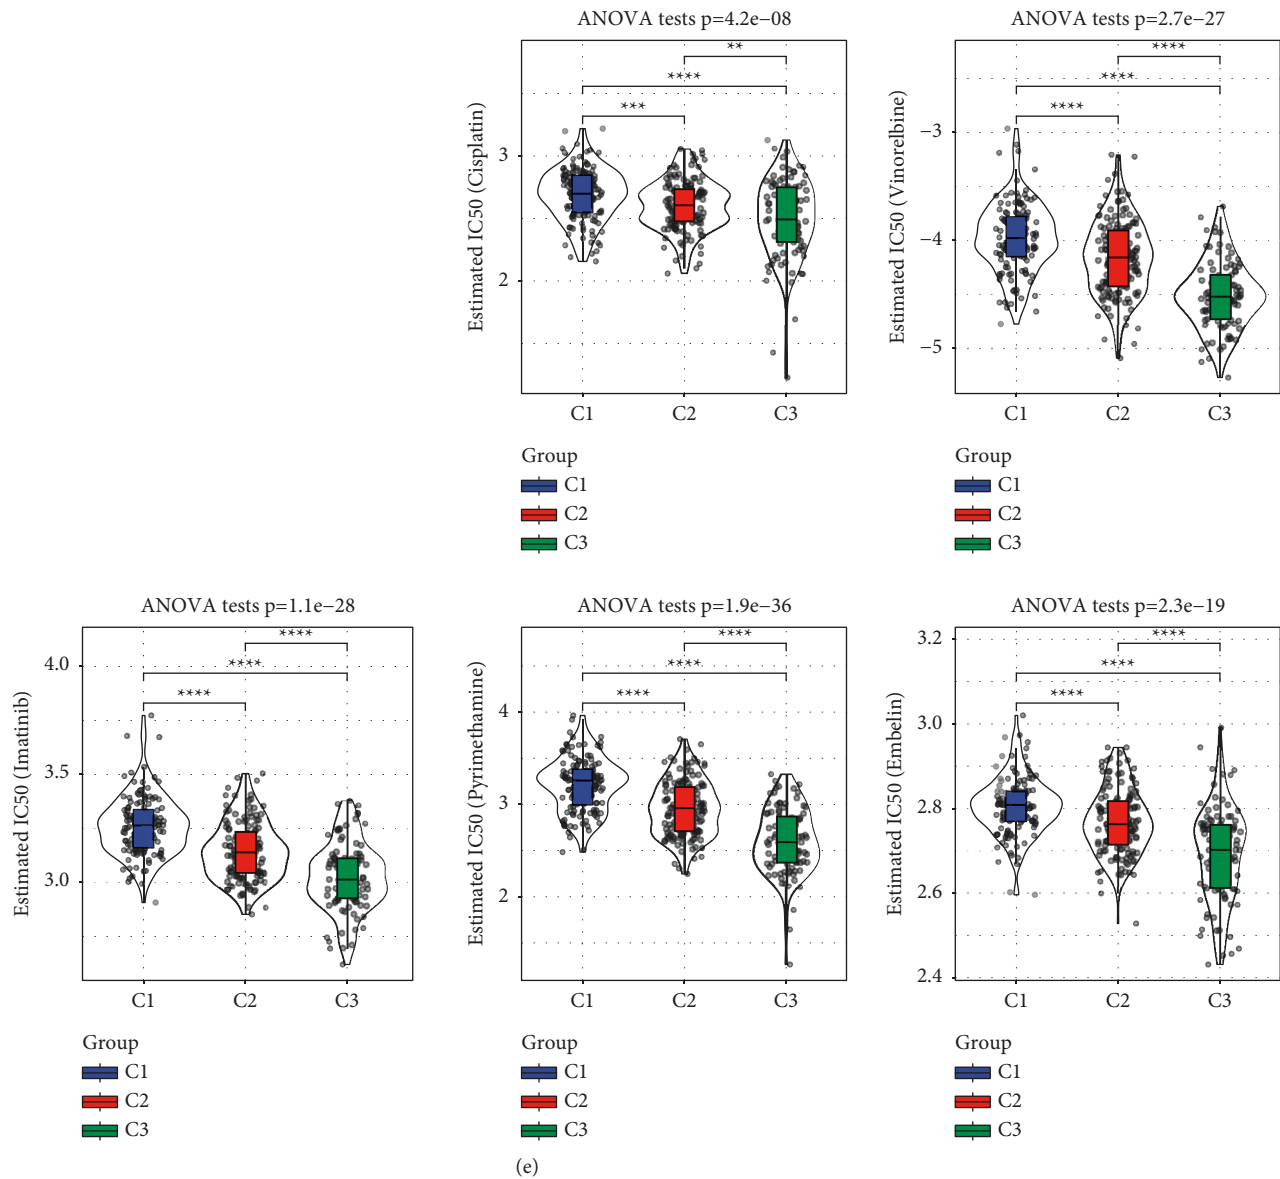 ANOVA tests p=4.2e−08
Estimated IC50 (Cisplatin)
3
2
**
****
***
C1 C2 C3
Group
C1
C2
C3
ANOVA tests p=2.7e−27
Estimated IC50 (Vinorelbine)
−3
−4
−5
****
****
****
C1 C2 C3
Group
C1
C2
C3
ANOVA tests p=1.1e−28
Estimated IC50 (Imatinib)
4.0
3.5
3.0
****
****
****
C1 C2 C3
Group
C1
C2
C3
ANOVA tests p=1.9e−36
Estimated IC50 (Pyrimethamine)
4
3
2
****
****
****
C1 C2 C3
Group
C1
C2
C3
ANOVA tests p=2.3e−19
Estimated IC50 (Embelin)
3.2
3.0
2.8
2.6
2.4
****
****
****
C1 C2 C3
Group
C1
C2
C3
(e)